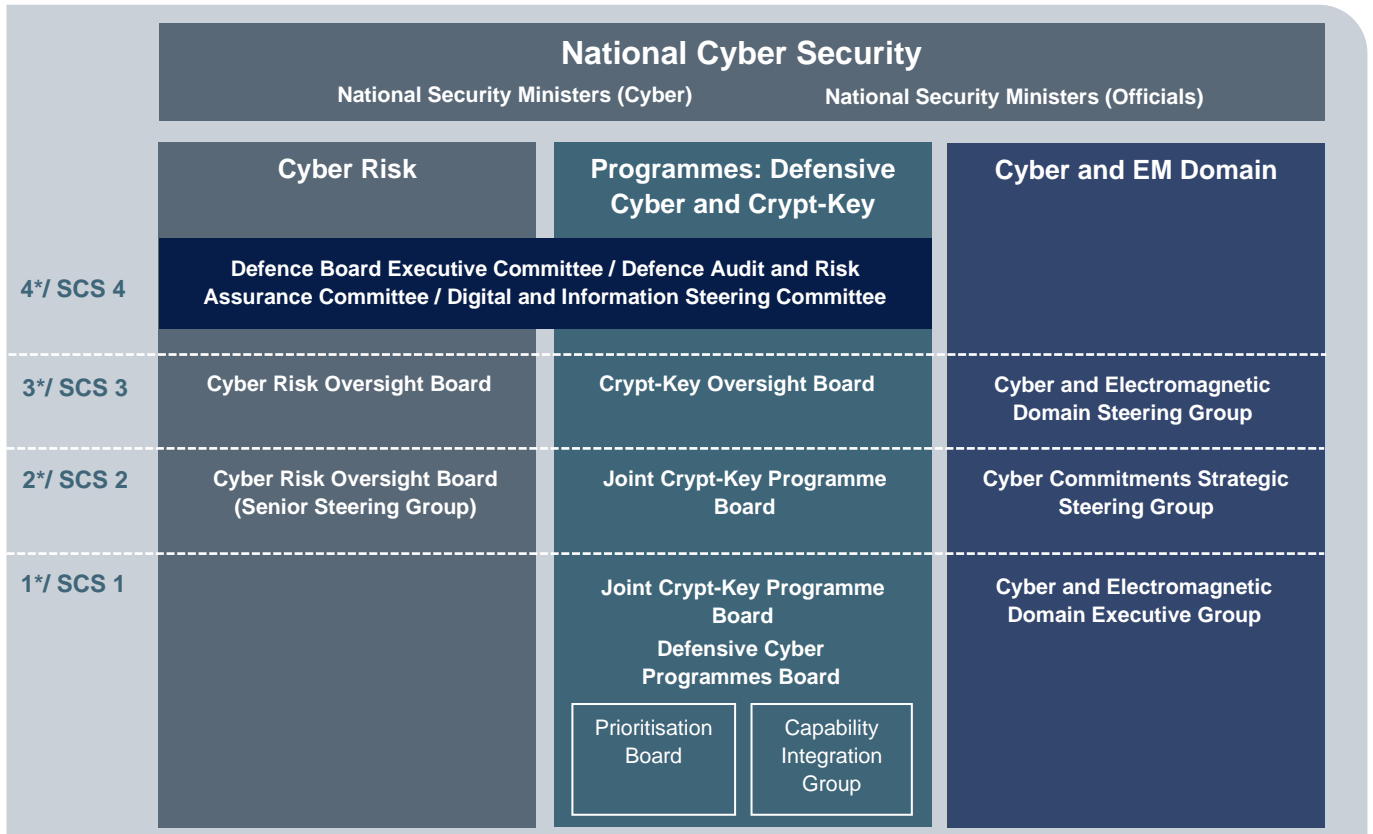 National Cyber Security
National Security Ministers (Cyber)
National Security Ministers (Officials)
Cyber Risk
Programmes: Defensive
Cyber and Crypt-Key
Cyber and EM Domain
4*/ SCS 4
Defence Board Executive Committee / Defence Audit and Risk
Assurance Committee / Digital and Information Steering Committee
3*/ SCS 3
Cyber Risk Oversight Board
Crypt-Key Oversight Board
Cyber and Electromagnetic
Domain Steering Group
2*/ SCS 2
Cyber Risk Oversight Board
(Senior Steering Group)
Joint Crypt-Key Programme
Board
Cyber Commitments Strategic
Steering Group
1*/ SCS 1
Joint Crypt-Key Programme
Board
Defensive Cyber
Programmes Board
Prioritisation
Board
Capability
Integration
Group
Cyber and Electromagnetic
Domain Executive Group